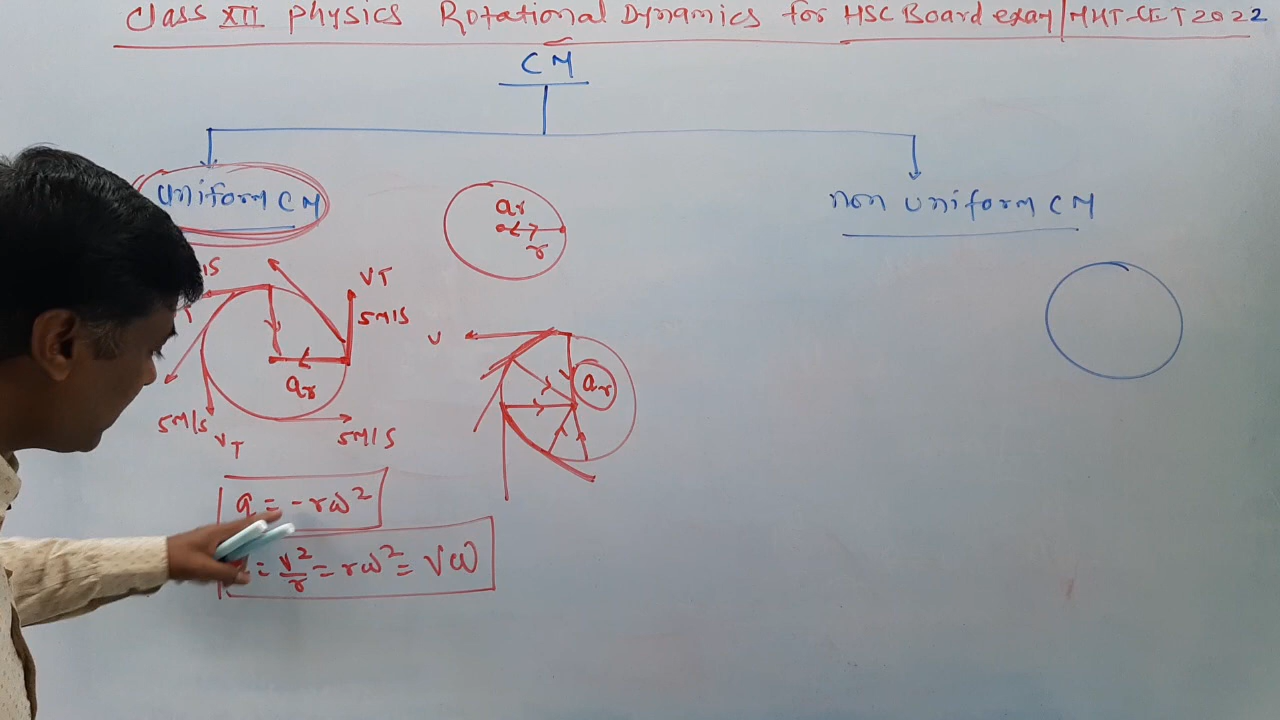 Class XII physics Rotational Dynamics for HSC Board exam/MHT-CET 2022
CM
uniform CM
non uniform CM
ar
r
VT
5M/S
ar
5M/S
VT
5M/S
V
ar
a = -rω²
= v²/r = rω² = Vω